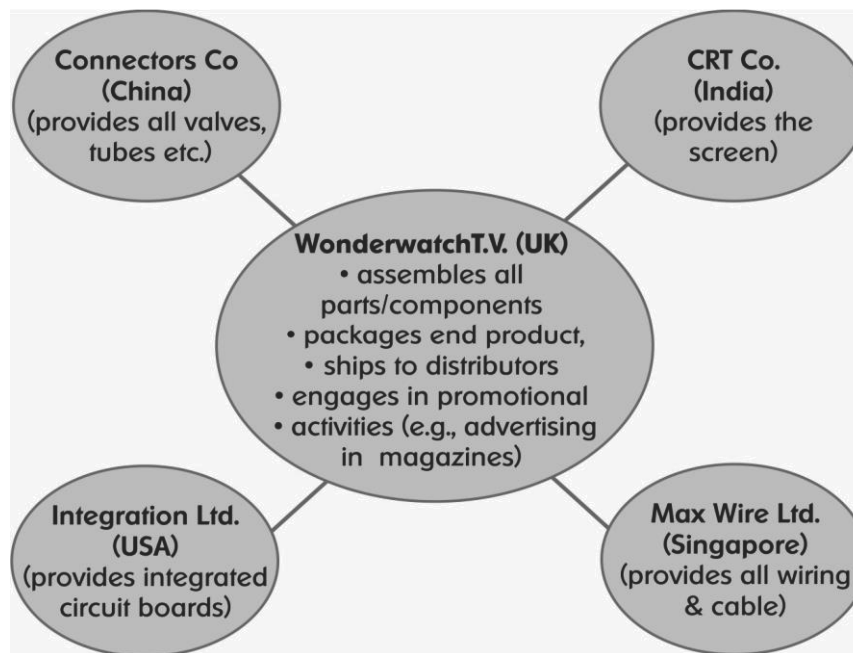 Connectors Co
(China)
(provides all valves,
tubes etc.)
CRT Co.
(India)
(provides the
screen)
WonderwatchT.V. (UK)
• assembles all
parts/components
• packages end product,
• ships to distributors
• engages in promotional
• activities (e.g., advertising
in magazines)
Integration Ltd.
(USA)
(provides integrated
circuit boards)
Max Wire Ltd.
(Singapore)
(provides all wiring
& cable)